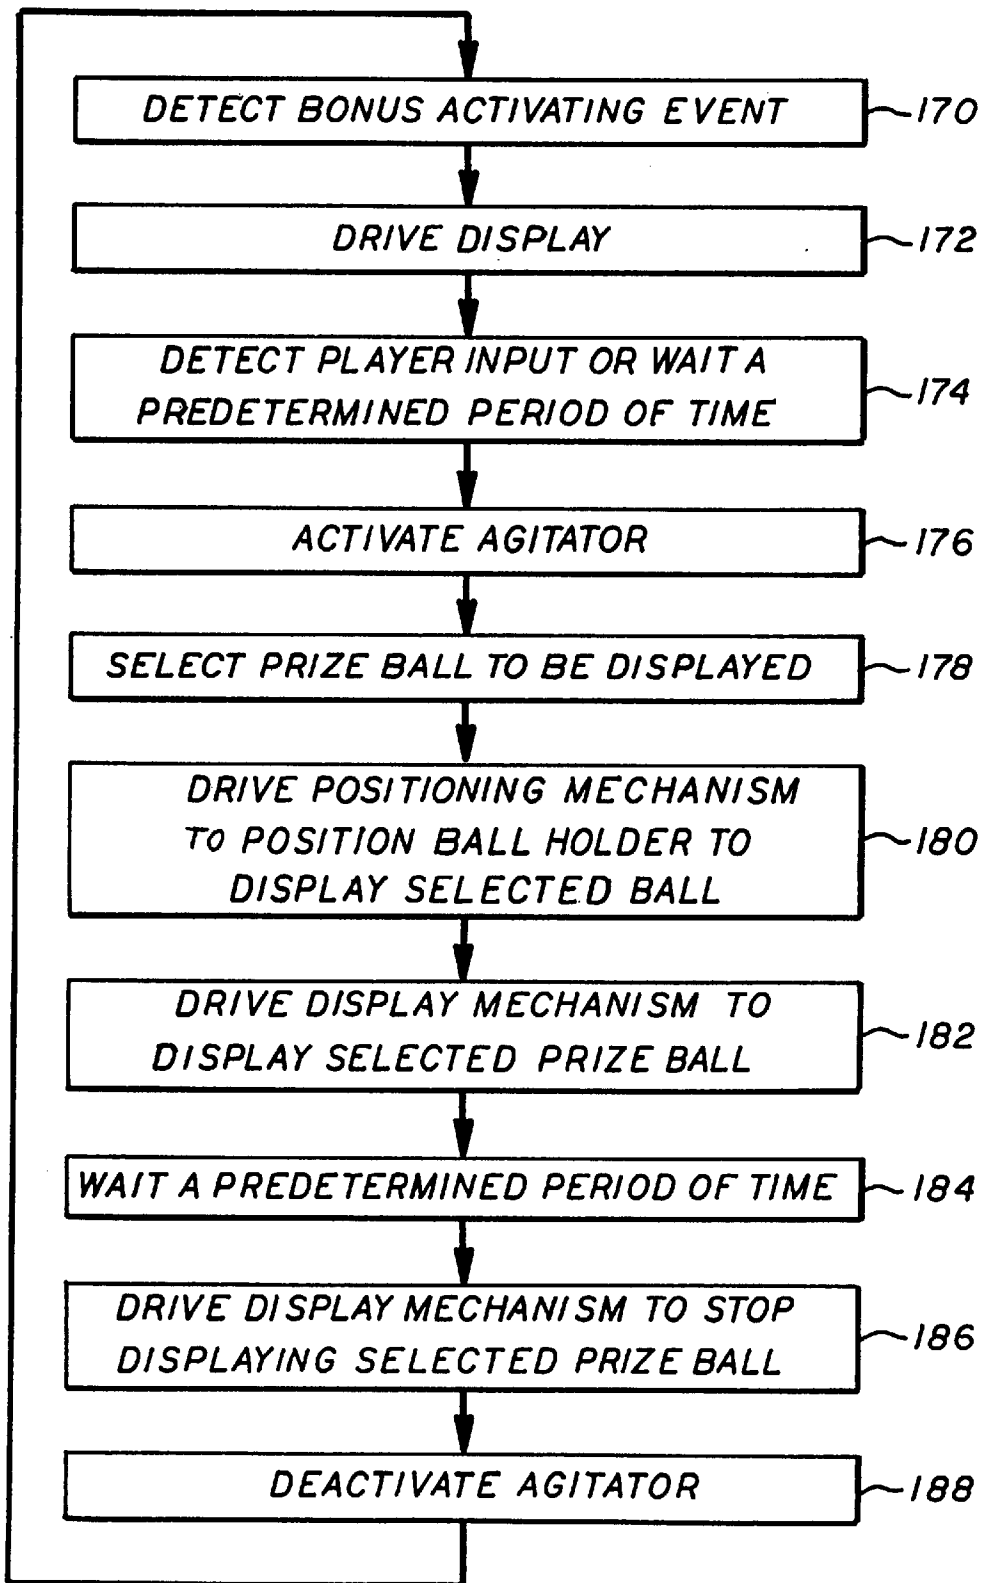 DETECT BONUS ACTIVATING EVENT 170
DRIVE DISPLAY 172
DETECT PLAYER INPUT OR WAIT A
PREDETERMINED PERIOD OF TIME 174
ACTIVATE AGITATOR 176
SELECT PRIZE BALL TO BE DISPLAYED 178
DRIVE POSITIONING MECHANISM
TO POSITION BALL HOLDER TO 180
DISPLAY SELECTED BALL
DRIVE DISPLAY MECHANISM TO
DISPLAY SELECTED PRIZE BALL 182
WAIT A PREDETERMINED PERIOD OF TIME 184
DRIVE DISPLAY MECHANISM TO STOP
DISPLAYING SELECTED PRIZE BALL 186
DEACTIVATE AGITATOR 188